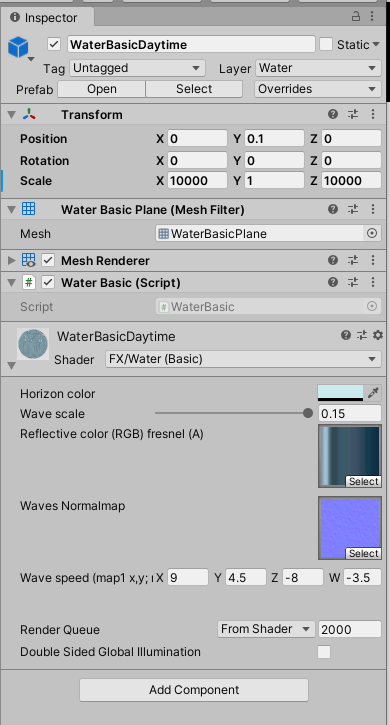 Inspector
WaterBasicDaytime Static
Tag Untagged Layer Water
Prefab Open Select Overrides
Transform
Position X 0 Y 0.1 Z 0
Rotation X 0 Y 0 Z 0
Scale X 10000 Y 1 Z 10000
Water Basic Plane (Mesh Filter)
Mesh WaterBasicPlane
Mesh Renderer
# Water Basic (Script)
Script # WaterBasic
WaterBasicDaytime
Shader FX/Water (Basic)
Horizon color
Wave scale 0.15
Reflective color (RGB) fresnel (A)
Select
Waves Normalmap
Select
Wave speed (map1 x,y; X 9 Y 4.5 Z -8 W -3.5
Render Queue From Shader 2000
Double Sided Global Illumination
Add Component